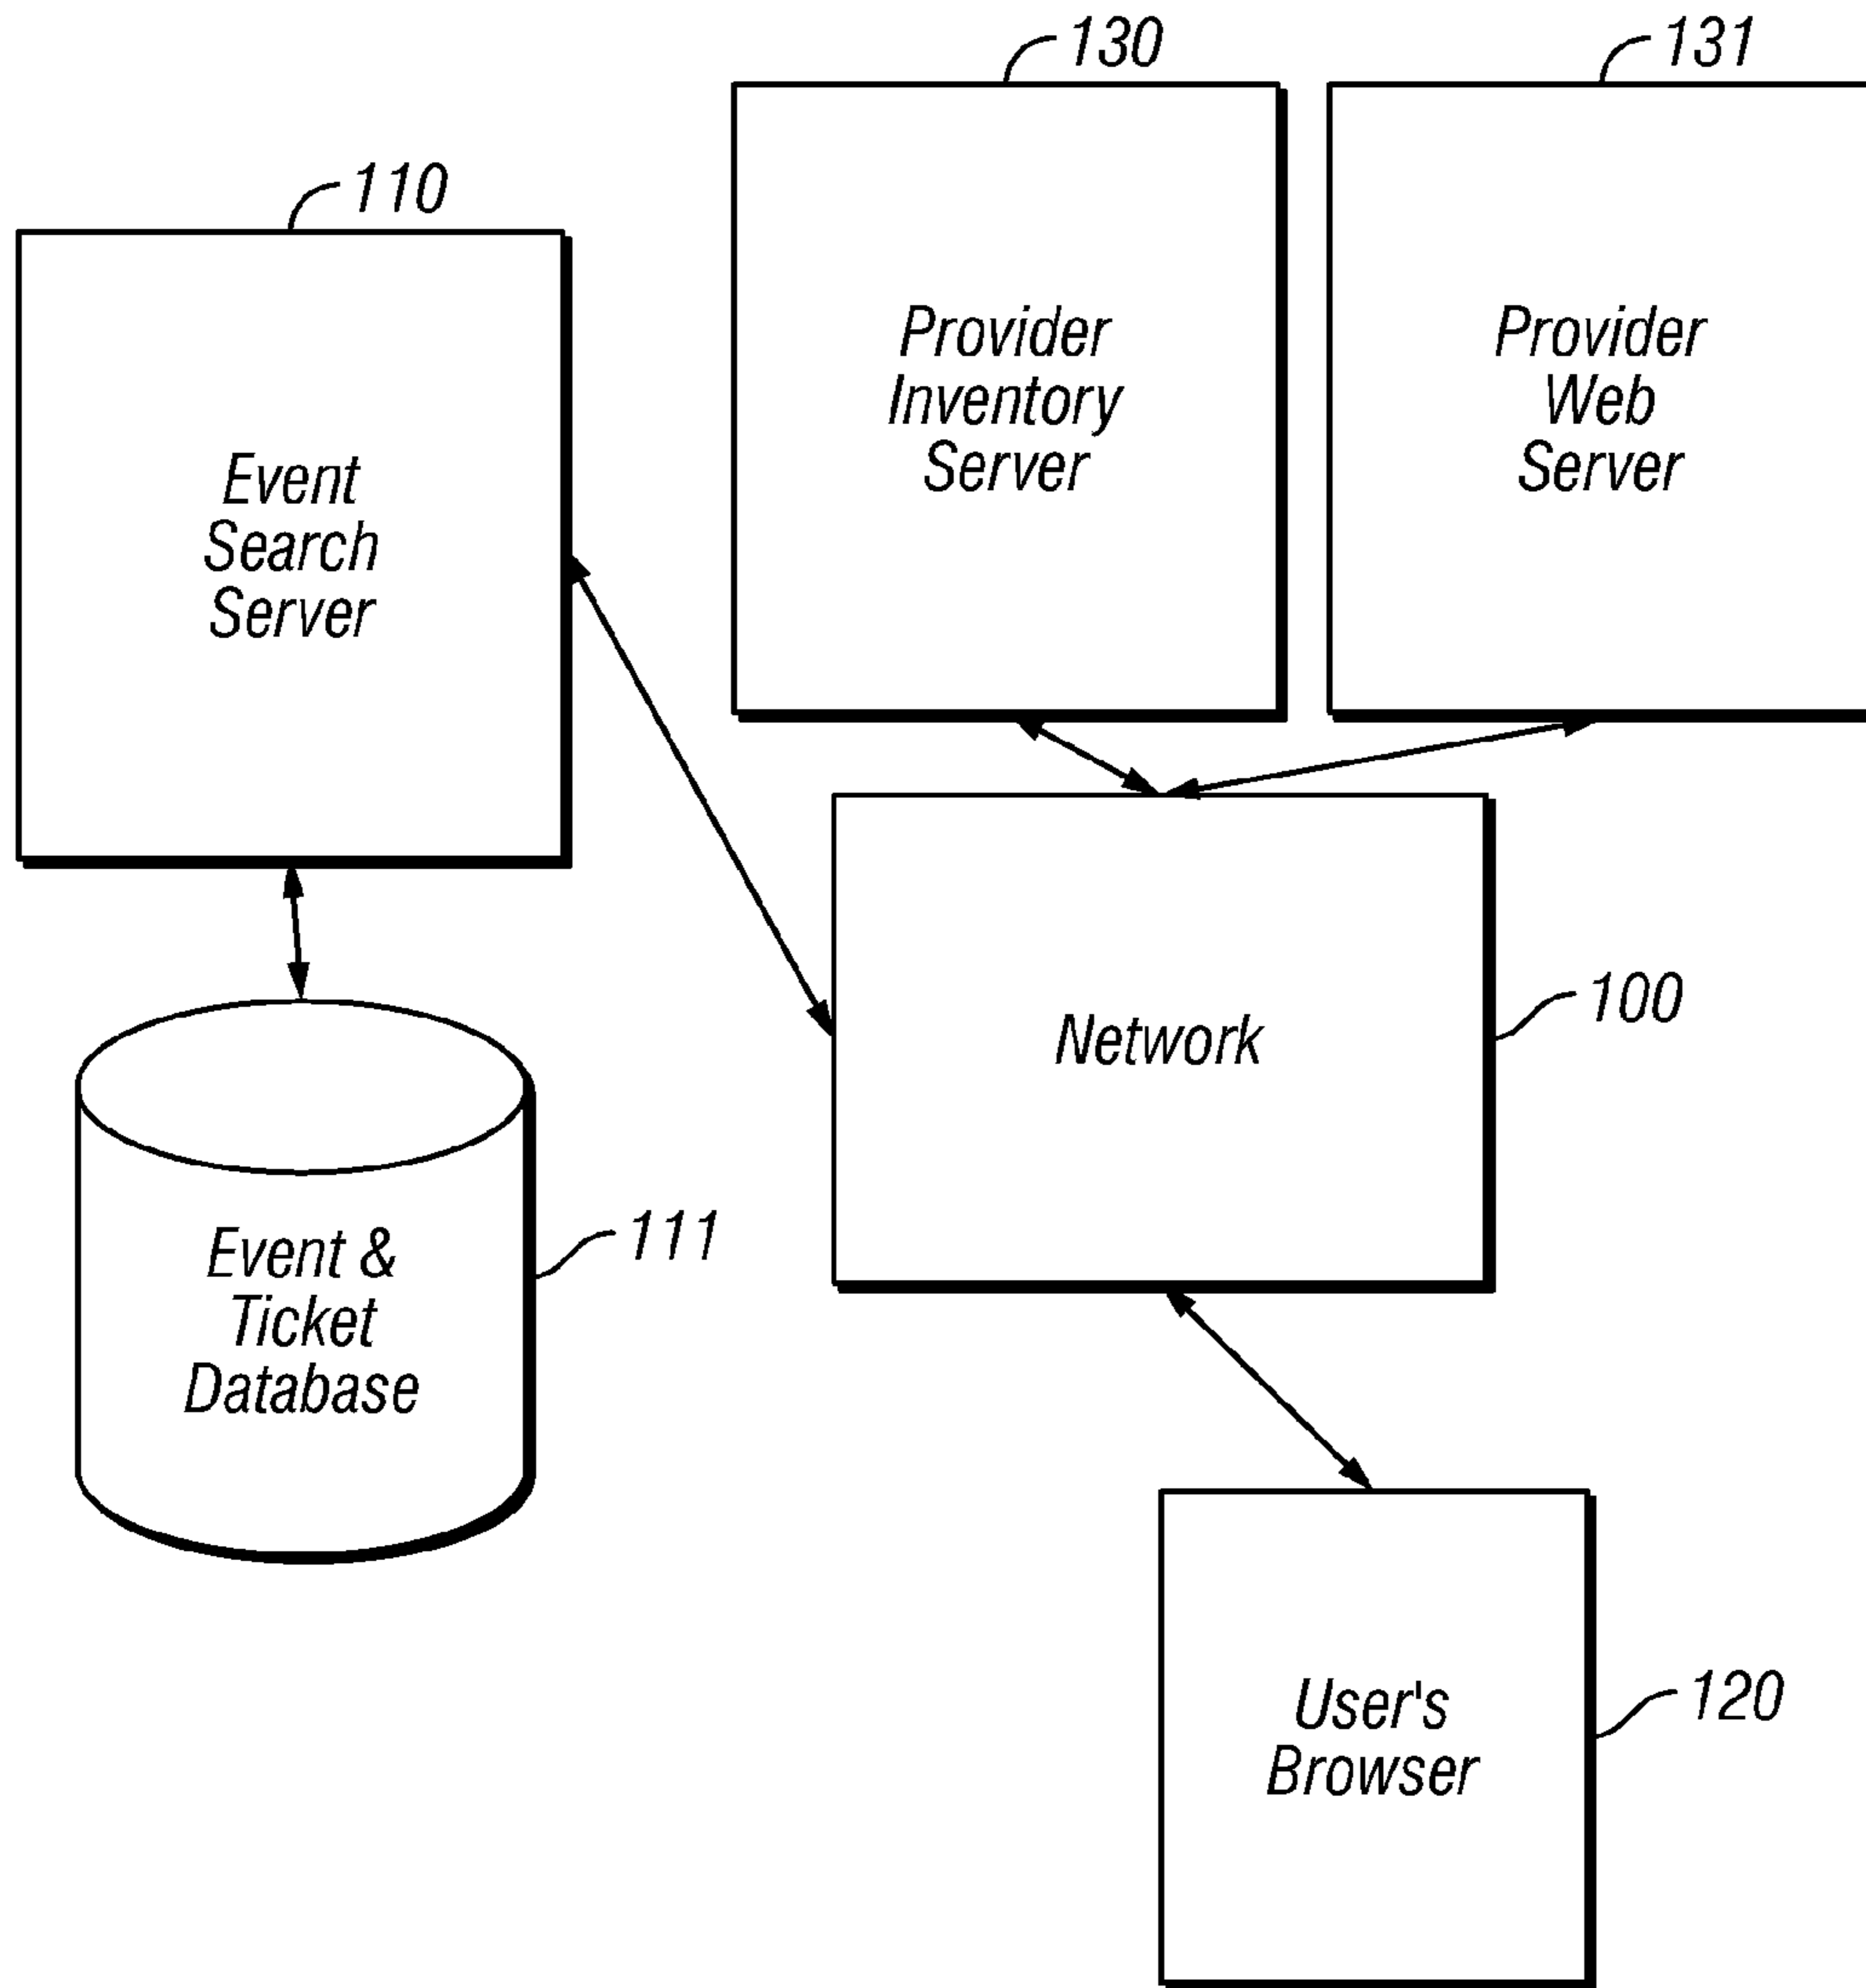 130
131
110
Provider
Inventory
Server
Provider
Web
Server
Event
Search
Server
100
Network
111
Event &
Ticket
Database
120
User's
Browser